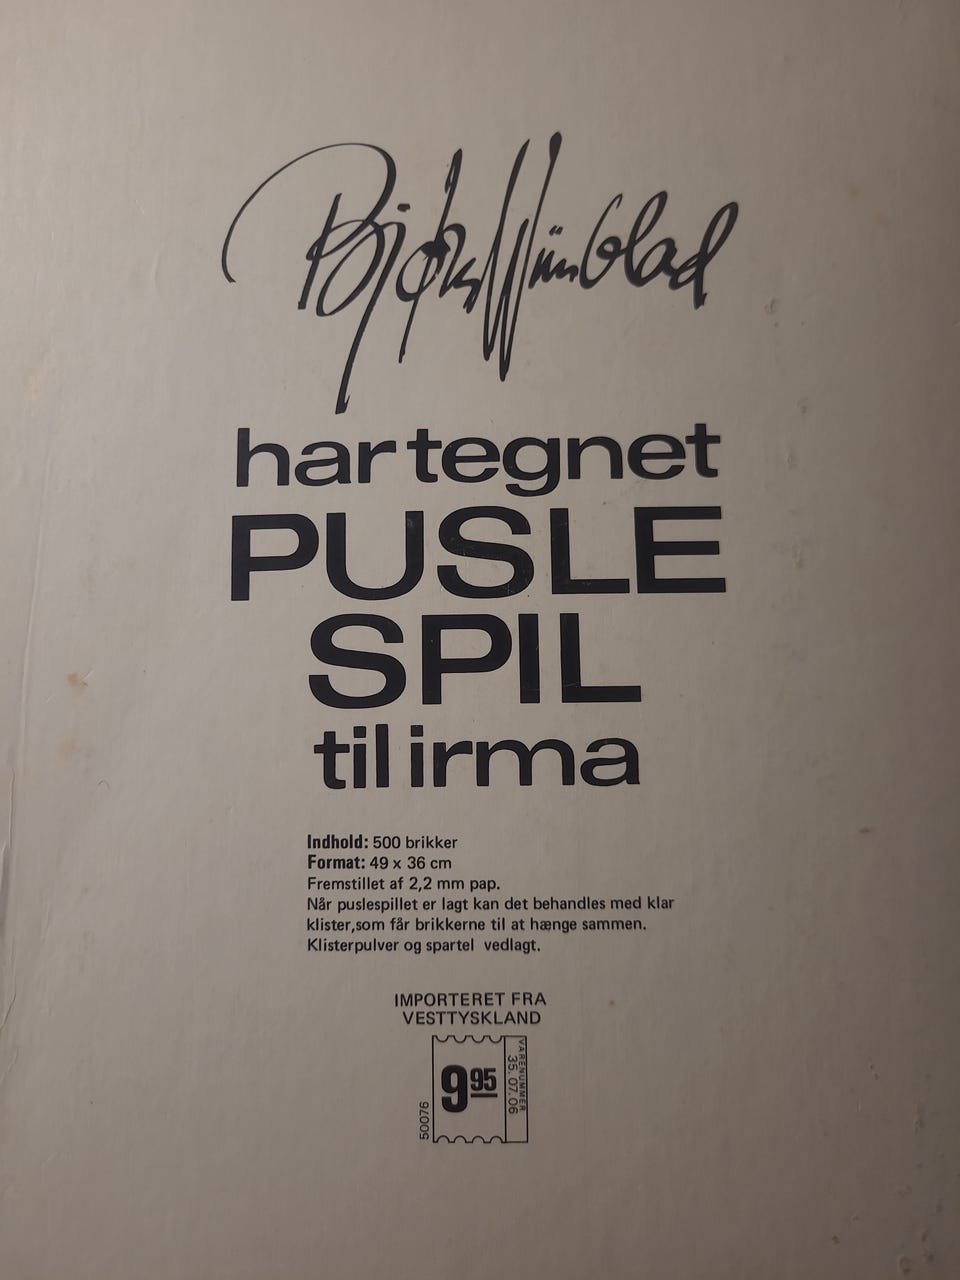 Bjørn Wiinblad
har tegnet
PUSLE
SPIL
til irma
Indhold: 500 brikker
Format: 49 x 36 cm
Fremstillet af 2,2 mm pap.
Når puslespillet er lagt kan det behandles med klar
klister,som får brikkerne til at hænge sammen.
Klisterpulver og spartel vedlagt.
IMPORTERET FRA
VESTTYSKLAND
50076
9 95
35.07.06
VARENUMMER